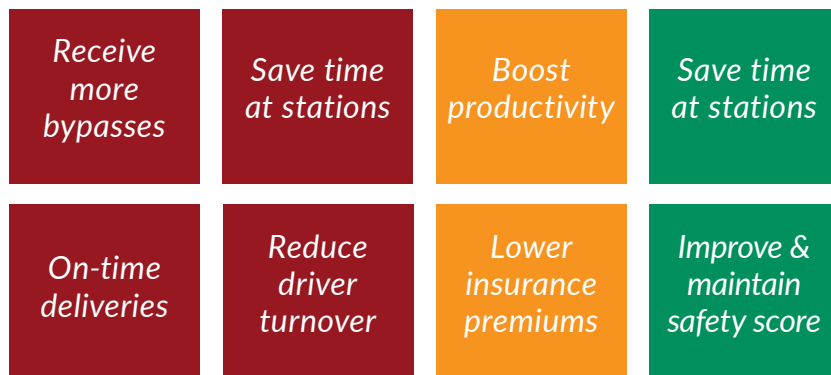 Receive
more
bypasses
Save time
at stations
Boost
productivity
Save time
at stations
On-time
deliveries
Reduce
driver
turnover
Lower
insurance
premiums
Improve &
maintain
safety score